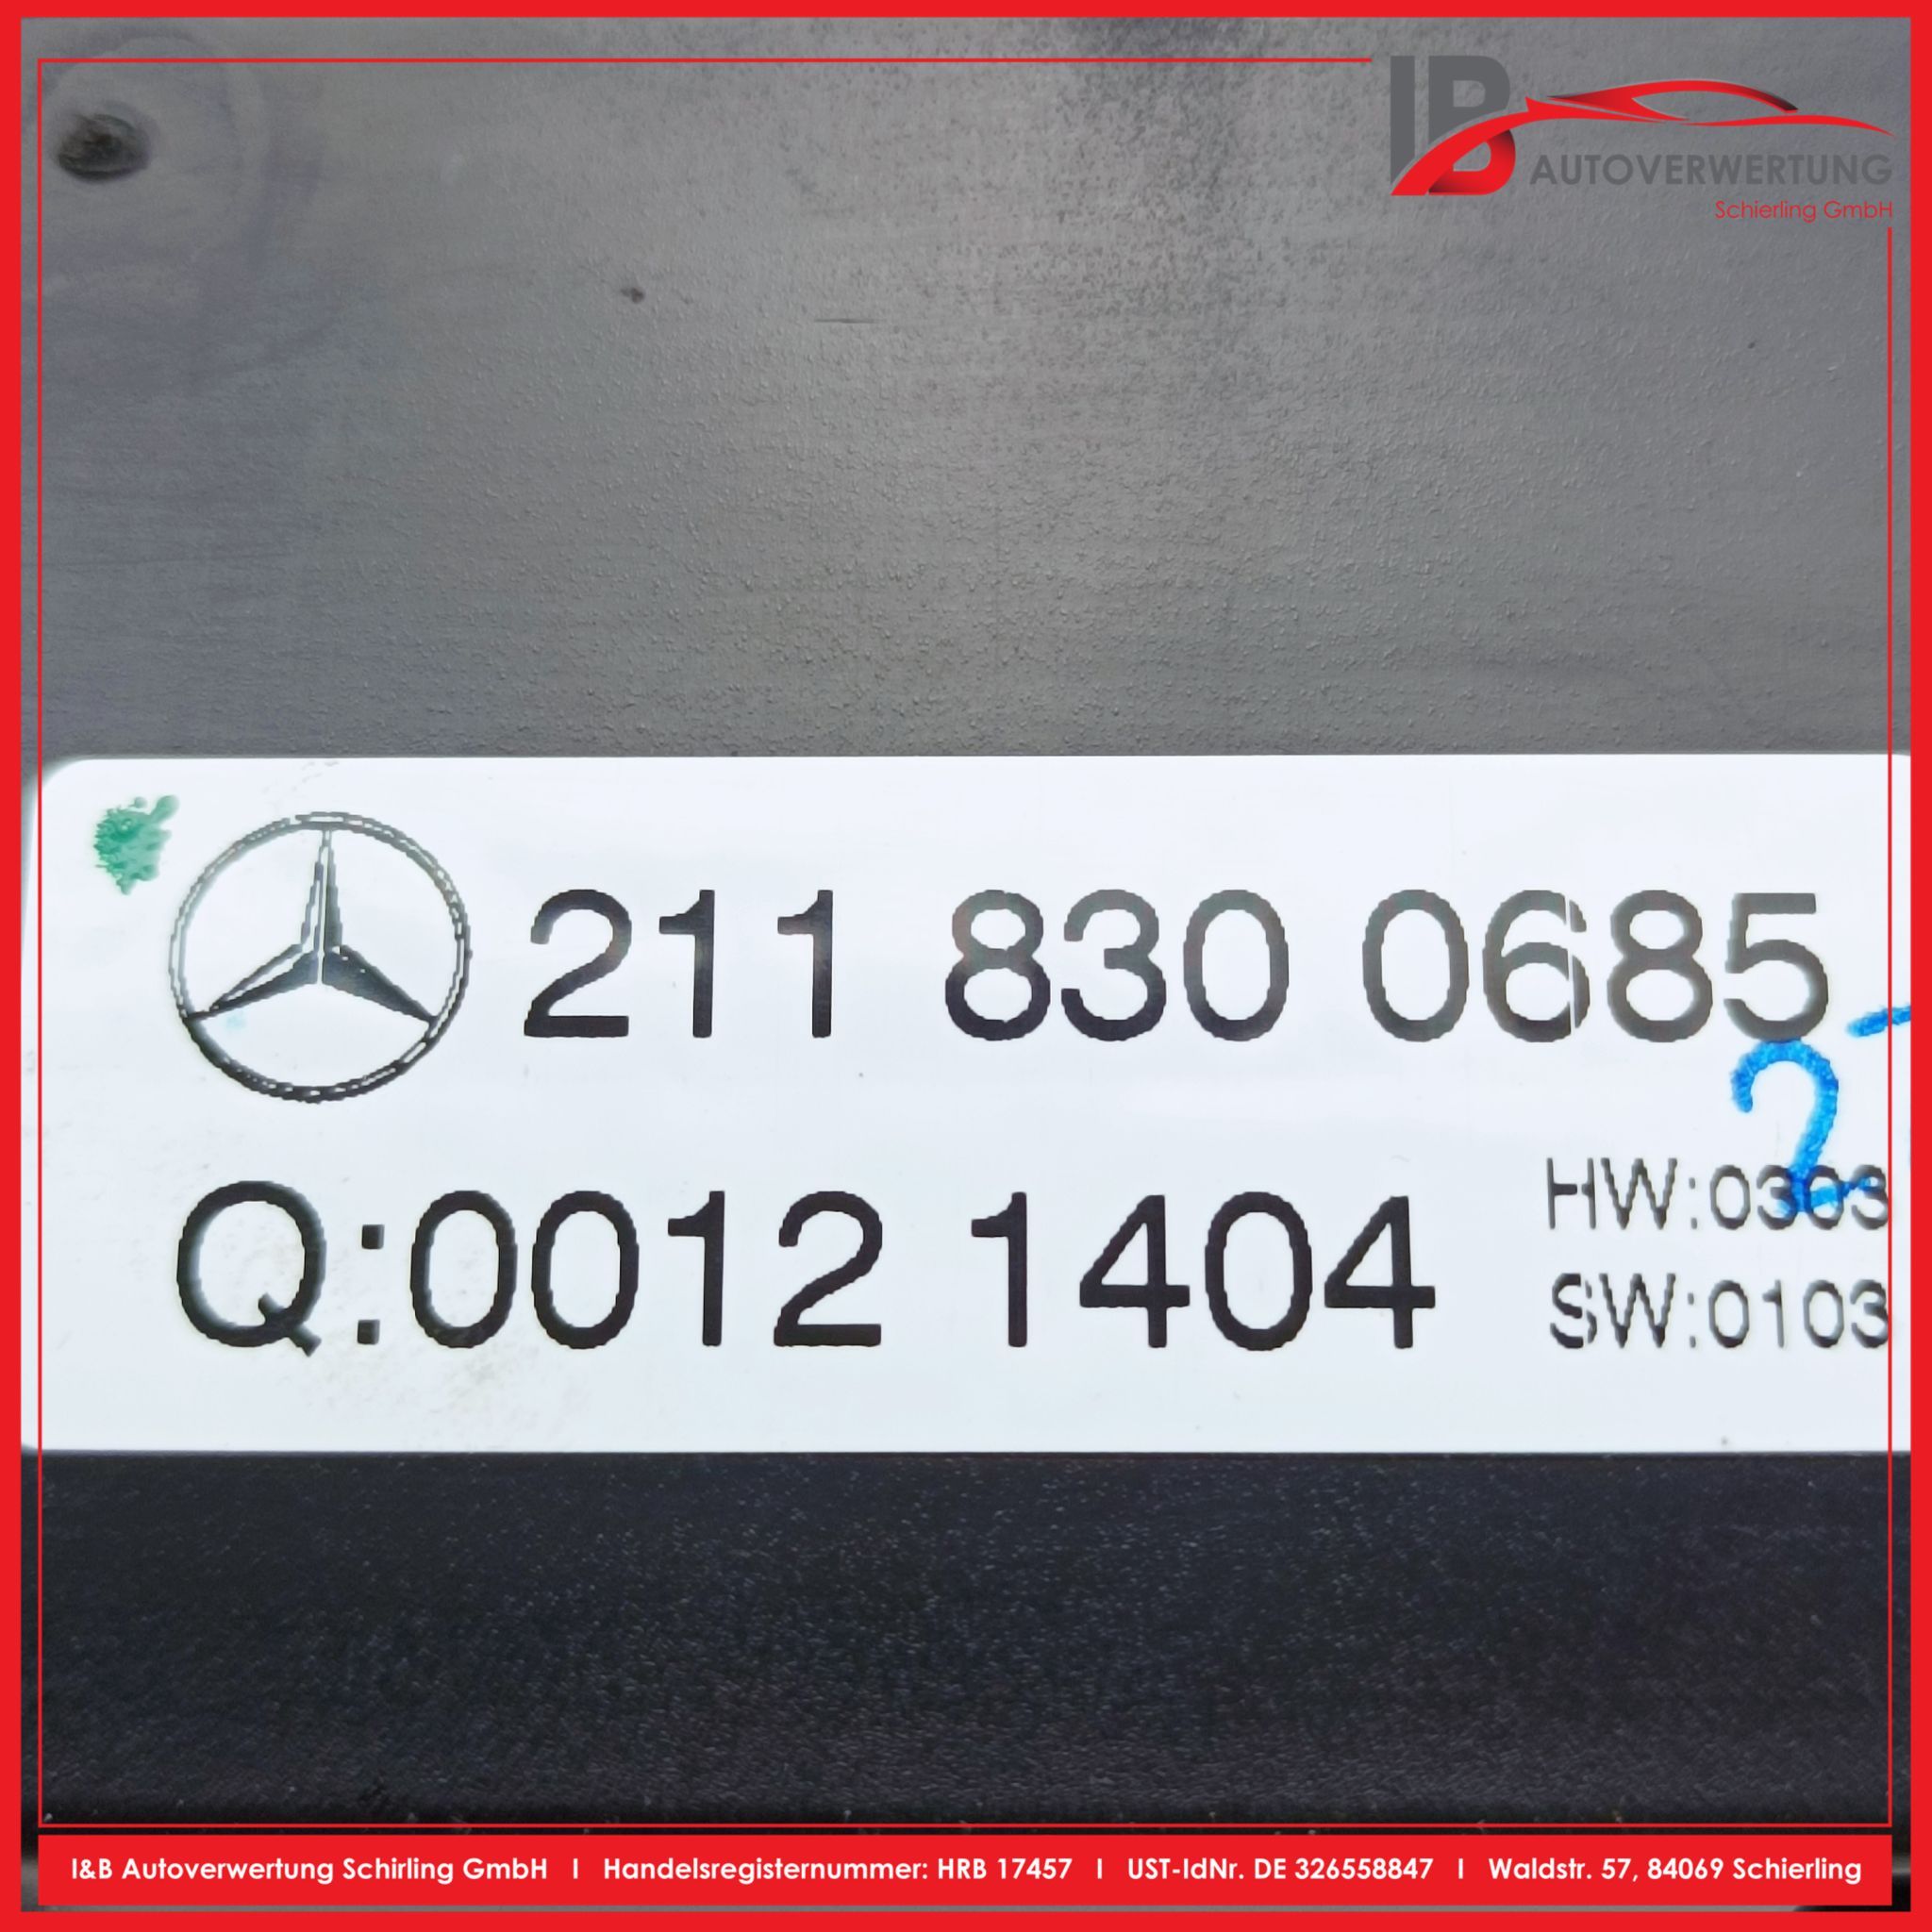 IB
AUTOVERWERTUNG
Schierling GmbH
211 830 0685
2
Q:0012 1404
HW:0303
SW:0103
I&B Autoverwertung Schirling GmbH I Handelsregisternummer: HRB 17457 I UST-IdNr. DE 326558847 I Waldstr. 57, 84069 Schierling